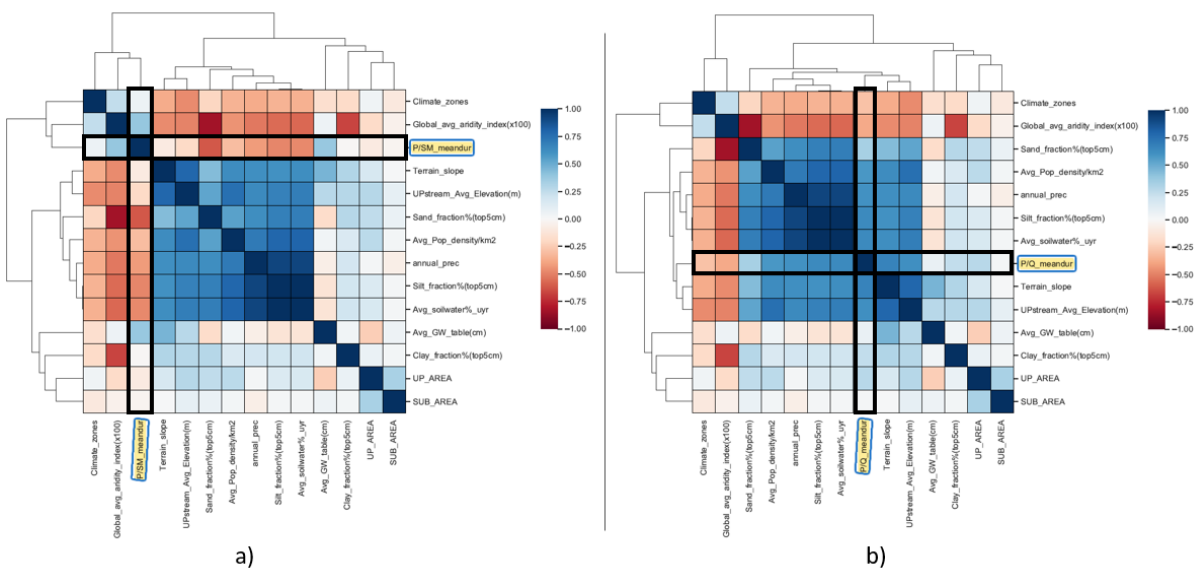 Climate_zones
Global_avg_aridity_index(x100)
P/SM_meandur
Terrain_slope
UPstream_Avg_Elevation(m)
Sand_fraction%(top5cm)
Avg_Pop_density/km2
annual_prec
Silt_fraction%(top5cm)
Avg_soilwater%_uyr
Avg_GW_table(cm)
Clay_fraction%(top5cm)
UP_AREA
SUB_AREA
1.00
0.75
0.50
0.25
0.00
−0.25
−0.50
−0.75
−1.00
Climate_zones
Global_avg_aridity_index(x100)
P/SM_meandur
Terrain_slope
UPstream_Avg_Elevation(m)
Sand_fraction%(top5cm)
Avg_Pop_density/km2
annual_prec
Silt_fraction%(top5cm)
Avg_soilwater%_uyr
Avg_GW_table(cm)
Clay_fraction%(top5cm)
UP_AREA
SUB_AREA
a)
Climate_zones
Global_avg_aridity_index(x100)
Sand_fraction%(top5cm)
Avg_Pop_density/km2
annual_prec
Silt_fraction%(top5cm)
Avg_soilwater%_uyr
P/Q_meandur
Terrain_slope
UPstream_Avg_Elevation(m)
Avg_GW_table(cm)
Clay_fraction%(top5cm)
UP_AREA
SUB_AREA
1.00
0.75
0.50
0.25
0.00
−0.25
−0.50
−0.75
−1.00
Climate_zones
Global_avg_aridity_index(x100)
Sand_fraction%(top5cm)
Avg_Pop_density/km2
annual_prec
Silt_fraction%(top5cm)
Avg_soilwater%_uyr
P/Q_meandur
Terrain_slope
UPstream_Avg_Elevation(m)
Avg_GW_table(cm)
Clay_fraction%(top5cm)
UP_AREA
SUB_AREA
b)